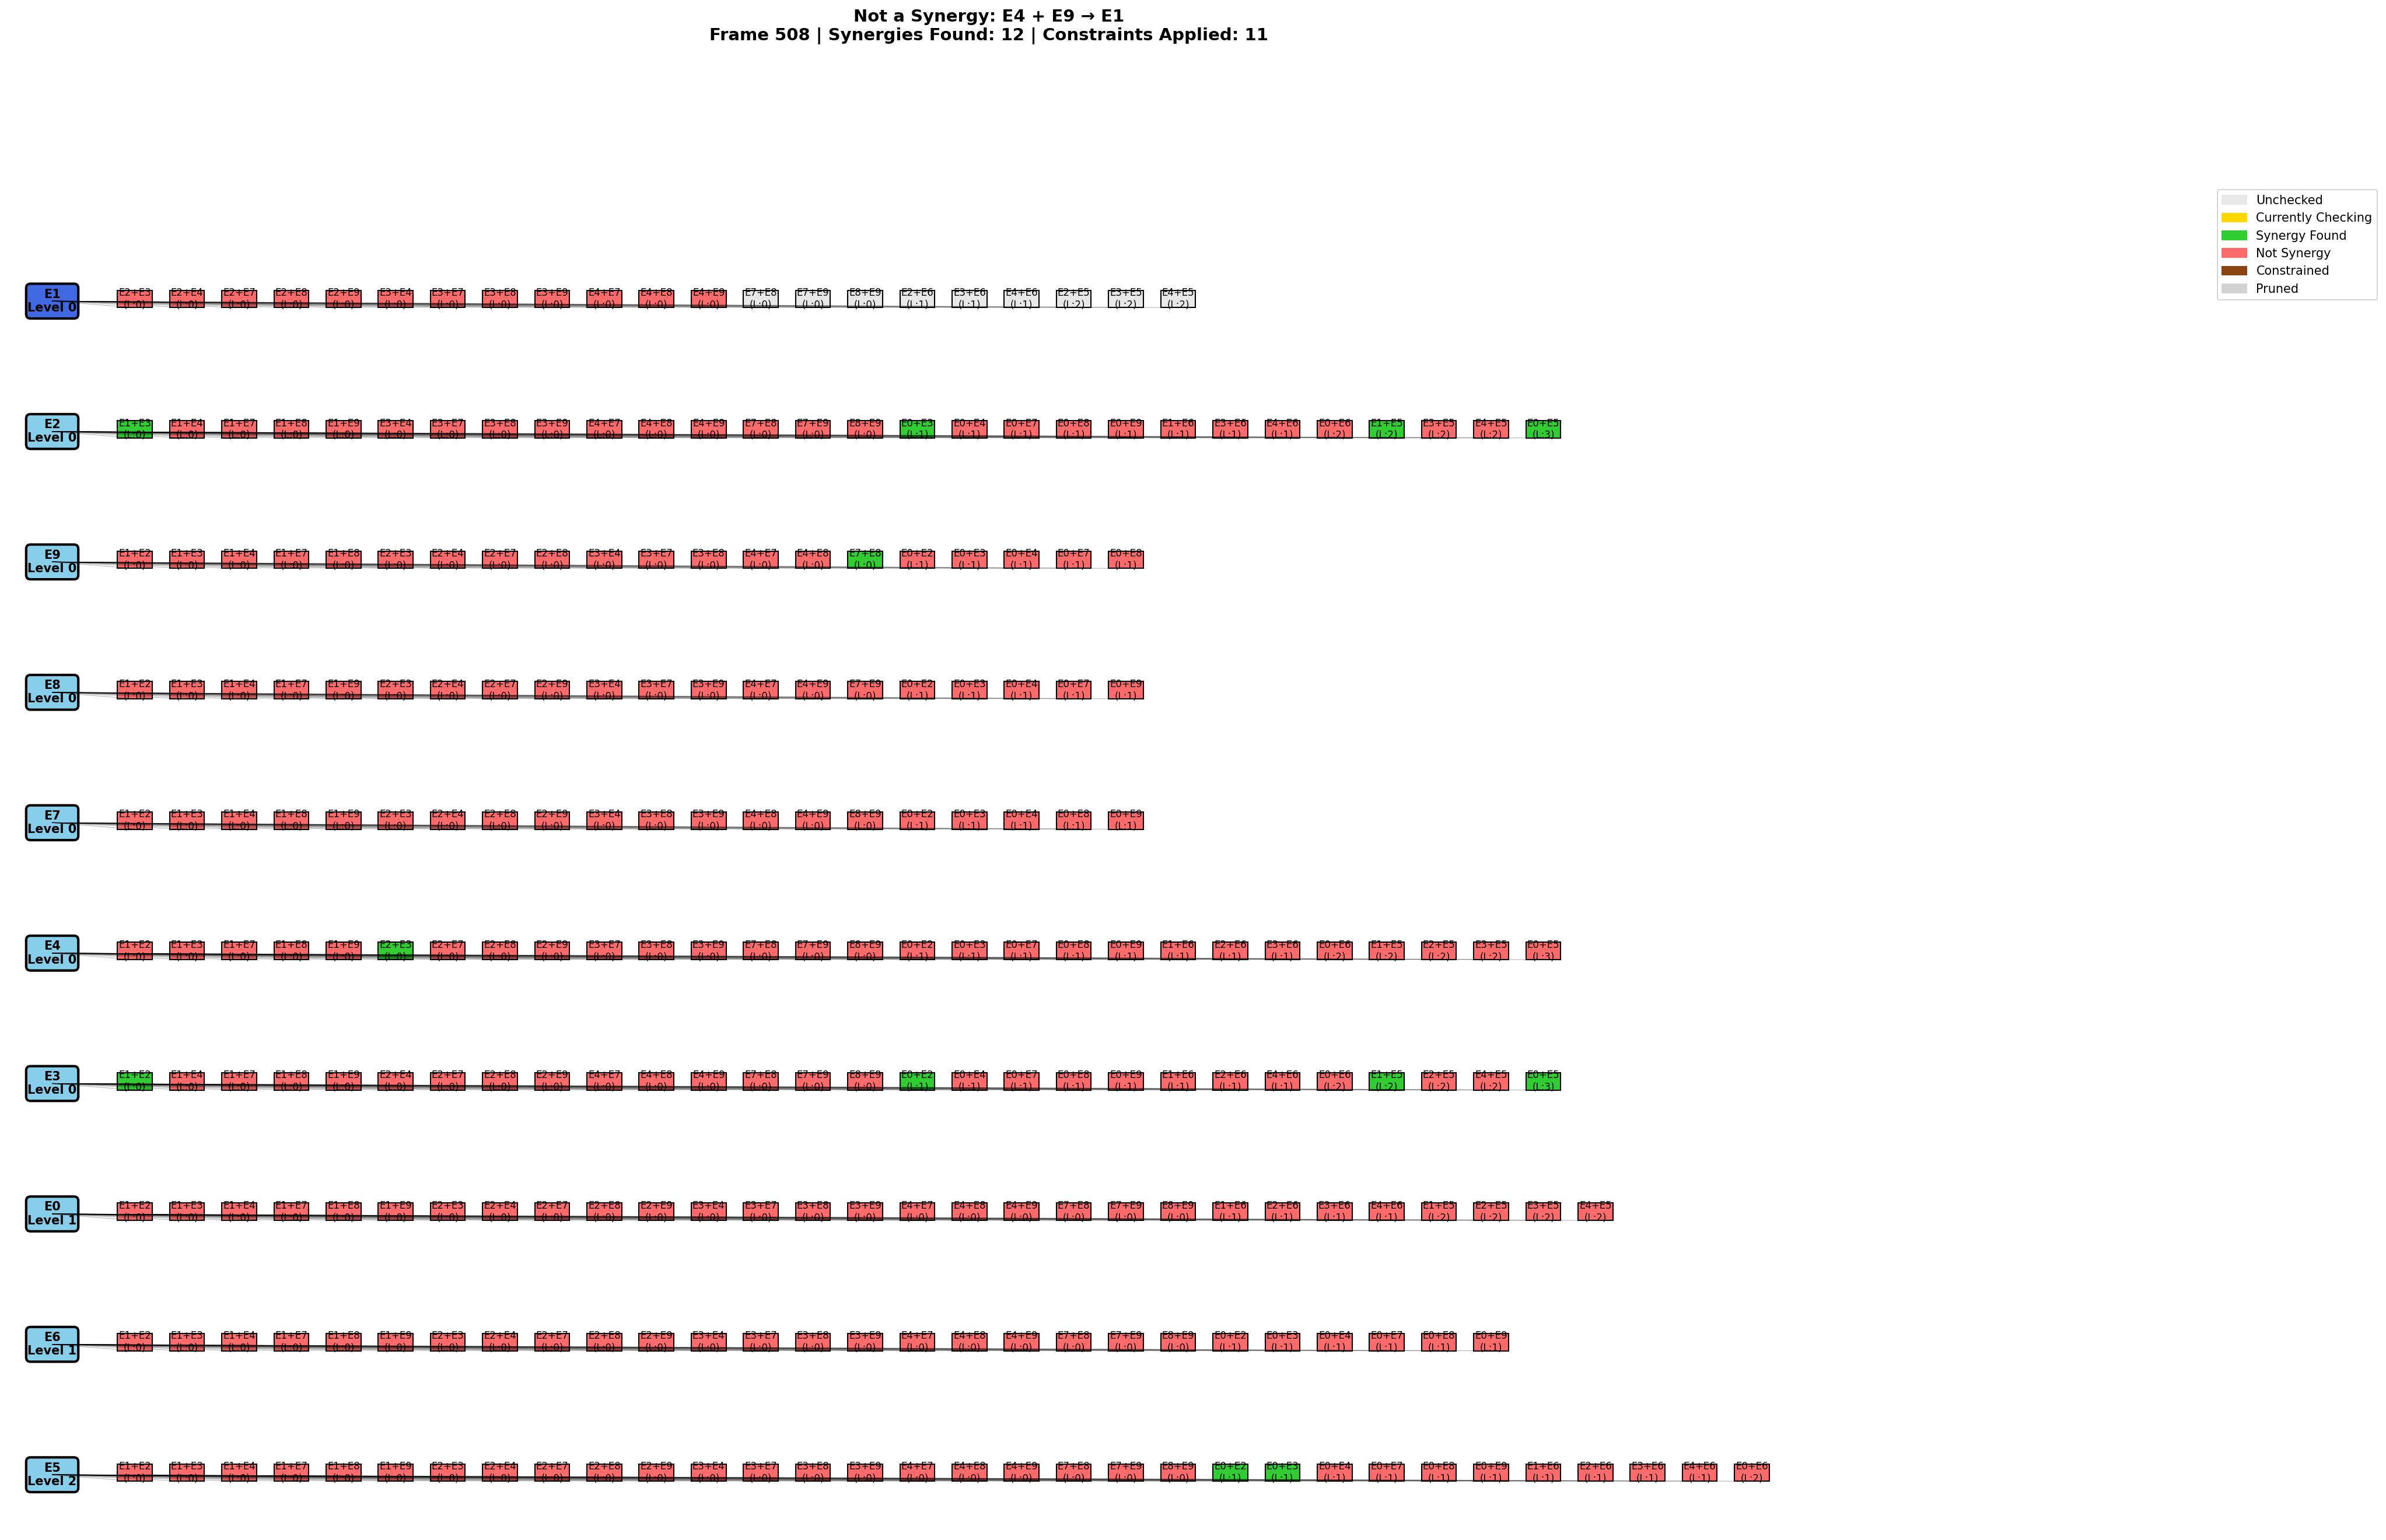 Not a Synergy: E4 + E9 → E1
Frame 508 | Synergies Found: 12 | Constraints Applied: 11
Unchecked
Currently Checking
Synergy Found
Not Synergy
Constrained
Pruned
E1 E2+E3 E2+E4 E2+E7 E2+E8 E2+E9 E3+E4 E3+E7 E3+E8 E3+E9 E4+E7 E4+E8 E4+E9 E7+E8 E7+E9 E8+E9 E2+E6 E3+E6 E4+E6 E2+E5 E3+E5 E4+E5
Level 0 (L:0) (L:0) (L:0) (L:0) (L:0) (L:0) (L:0) (L:0) (L:0) (L:0) (L:0) (L:0) (L:0) (L:0) (L:0) (L:1) (L:1) (L:1) (L:2) (L:2) (L:2)
E2 E1+E3 E1+E4 E1+E7 E1+E8 E1+E9 E3+E4 E3+E7 E3+E8 E3+E9 E4+E7 E4+E8 E4+E9 E7+E8 E7+E9 E8+E9 E0+E3 E0+E4 E0+E7 E0+E8 E0+E9 E1+E6 E3+E6 E4+E6 E0+E6 E1+E5 E3+E5 E4+E5 E0+E5
Level 0 (L:0) (L:0) (L:0) (L:0) (L:0) (L:0) (L:0) (L:0) (L:0) (L:0) (L:0) (L:0) (L:0) (L:0) (L:0) (L:1) (L:1) (L:1) (L:1) (L:1) (L:1) (L:1) (L:1) (L:2) (L:2) (L:2) (L:2) (L:3)
E9 E1+E2 E1+E3 E1+E4 E1+E7 E1+E8 E2+E3 E2+E4 E2+E7 E2+E8 E3+E4 E3+E7 E3+E8 E4+E7 E4+E8 E7+E8 E0+E2 E0+E3 E0+E4 E0+E7 E0+E8
Level 0 (L:0) (L:0) (L:0) (L:0) (L:0) (L:0) (L:0) (L:0) (L:0) (L:0) (L:0) (L:0) (L:0) (L:0) (L:0) (L:1) (L:1) (L:1) (L:1) (L:1)
E8 E1+E2 E1+E3 E1+E4 E1+E7 E1+E9 E2+E3 E2+E4 E2+E7 E2+E9 E3+E4 E3+E7 E3+E9 E4+E7 E4+E9 E7+E9 E0+E2 E0+E3 E0+E4 E0+E7 E0+E9
Level 0 (L:0) (L:0) (L:0) (L:0) (L:0) (L:0) (L:0) (L:0) (L:0) (L:0) (L:0) (L:0) (L:0) (L:0) (L:0) (L:1) (L:1) (L:1) (L:1) (L:1)
E7 E1+E2 E1+E3 E1+E4 E1+E8 E1+E9 E2+E3 E2+E4 E2+E8 E2+E9 E3+E4 E3+E8 E3+E9 E4+E8 E4+E9 E8+E9 E0+E2 E0+E3 E0+E4 E0+E8 E0+E9
Level 0 (L:0) (L:0) (L:0) (L:0) (L:0) (L:0) (L:0) (L:0) (L:0) (L:0) (L:0) (L:0) (L:0) (L:0) (L:0) (L:1) (L:1) (L:1) (L:1) (L:1)
E4 E1+E2 E1+E3 E1+E7 E1+E8 E1+E9 E2+E3 E2+E7 E2+E8 E2+E9 E3+E7 E3+E8 E3+E9 E7+E8 E7+E9 E8+E9 E0+E2 E0+E3 E0+E7 E0+E8 E0+E9 E1+E6 E2+E6 E3+E6 E0+E6 E1+E5 E2+E5 E3+E5 E0+E5
Level 0 (L:0) (L:0) (L:0) (L:0) (L:0) (L:0) (L:0) (L:0) (L:0) (L:0) (L:0) (L:0) (L:0) (L:0) (L:0) (L:1) (L:1) (L:1) (L:1) (L:1) (L:1) (L:1) (L:1) (L:2) (L:2) (L:2) (L:2) (L:3)
E3 E1+E2 E1+E4 E1+E7 E1+E8 E1+E9 E2+E4 E2+E7 E2+E8 E2+E9 E4+E7 E4+E8 E4+E9 E7+E8 E7+E9 E8+E9 E0+E2 E0+E4 E0+E7 E0+E8 E0+E9 E1+E6 E2+E6 E4+E6 E0+E6 E1+E5 E2+E5 E4+E5 E0+E5
Level 0 (L:0) (L:0) (L:0) (L:0) (L:0) (L:0) (L:0) (L:0) (L:0) (L:0) (L:0) (L:0) (L:0) (L:0) (L:0) (L:1) (L:1) (L:1) (L:1) (L:1) (L:1) (L:1) (L:1) (L:2) (L:2) (L:2) (L:2) (L:3)
E0 E1+E2 E1+E3 E1+E4 E1+E7 E1+E8 E1+E9 E2+E3 E2+E4 E2+E7 E2+E8 E2+E9 E3+E4 E3+E7 E3+E8 E3+E9 E4+E7 E4+E8 E4+E9 E7+E8 E7+E9 E8+E9 E1+E6 E2+E6 E3+E6 E4+E6 E1+E5 E2+E5 E3+E5 E4+E5
Level 1 (L:0) (L:0) (L:0) (L:0) (L:0) (L:0) (L:0) (L:0) (L:0) (L:0) (L:0) (L:0) (L:0) (L:0) (L:0) (L:0) (L:0) (L:0) (L:0) (L:0) (L:0) (L:1) (L:1) (L:1) (L:1) (L:2) (L:2) (L:2) (L:2)
E6 E1+E2 E1+E3 E1+E4 E1+E7 E1+E8 E1+E9 E2+E3 E2+E4 E2+E7 E2+E8 E2+E9 E3+E4 E3+E7 E3+E8 E3+E9 E4+E7 E4+E8 E4+E9 E7+E8 E7+E9 E8+E9 E0+E2 E0+E3 E0+E4 E0+E7 E0+E8 E0+E9
Level 1 (L:0) (L:0) (L:0) (L:0) (L:0) (L:0) (L:0) (L:0) (L:0) (L:0) (L:0) (L:0) (L:0) (L:0) (L:0) (L:0) (L:0) (L:0) (L:0) (L:0) (L:0) (L:1) (L:1) (L:1) (L:1) (L:1) (L:1)
E5 E1+E2 E1+E3 E1+E4 E1+E7 E1+E8 E1+E9 E2+E3 E2+E4 E2+E7 E2+E8 E2+E9 E3+E4 E3+E7 E3+E8 E3+E9 E4+E7 E4+E8 E4+E9 E7+E8 E7+E9 E8+E9 E0+E2 E0+E3 E0+E4 E0+E7 E0+E8 E0+E9 E1+E6 E2+E6 E3+E6 E4+E6 E0+E6
Level 2 (L:0) (L:0) (L:0) (L:0) (L:0) (L:0) (L:0) (L:0) (L:0) (L:0) (L:0) (L:0) (L:0) (L:0) (L:0) (L:0) (L:0) (L:0) (L:0) (L:0) (L:0) (L:1) (L:1) (L:1) (L:1) (L:1) (L:1) (L:1) (L:1) (L:1) (L:1) (L:2)